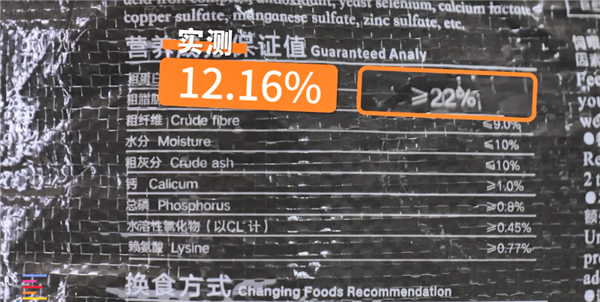 copper sulfate, manganese sulfate, zinc sulfate, etc.
实测 证值 Guaranteed Analy
12.16% ≥22%
粗纤维 Crude fibre ≤9.0%
水分 Moisture ≤10%
粗灰分 Crude ash ≤10%
钙 Calicum ≥1.0%
总磷 Phosphorus ≥0.8%
水溶性氯化物（以CL⁻计） ≥0.45%
赖氨酸 Lysine ≥0.77%
换食方式 Changing Foods Recommendation